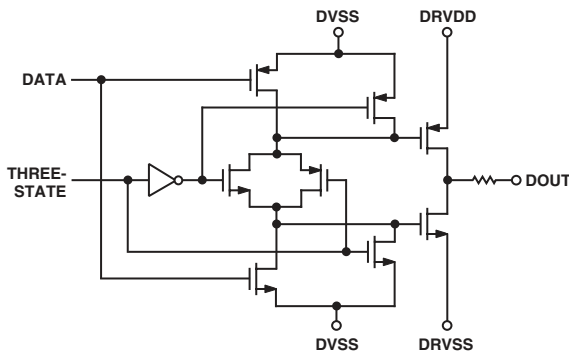 DVSS
DRVDD
DATA
THREE-
STATE
DOUT
DVSS
DRVSS